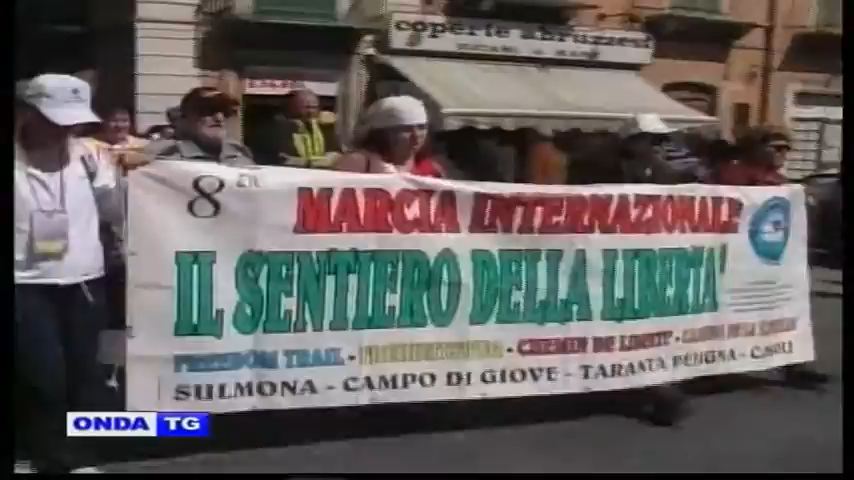 coperte abruzzesi
8
MARCIA INTERNAZIONALE
IL SENTIERO DELLA LIBERTA'
FREEDOM TRAIL - - CHEMIN DE LIBERTE -
SULMONA - CAMPO DI GIOVE - TARANTA PELIGNA - CASOLI
ONDA TG